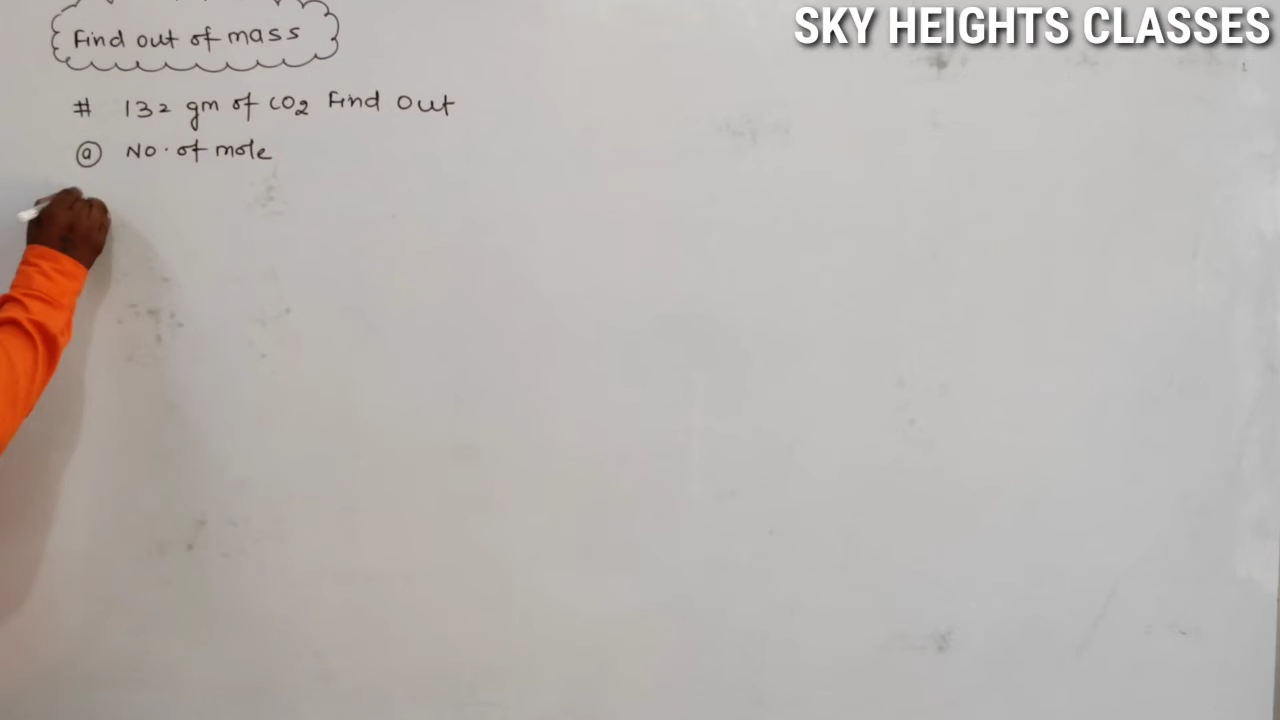 SKY HEIGHTS CLASSES
Find out of mass
# 132 gm of CO2 Find Out
ⓐ No. of mole